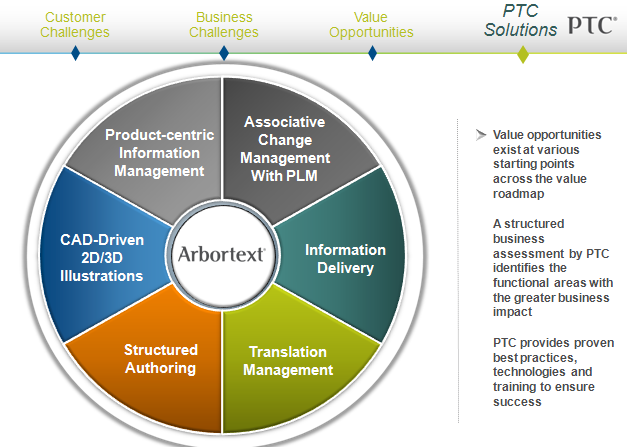 Customer
Challenges
Business
Challenges
Value
Opportunities
PTC
Solutions
PTC®
Product-centric
Information
Management
Associative
Change
Management
With PLM
CAD-Driven
2D/3D
Illustrations
Arbortext®
Information
Delivery
Structured
Authoring
Translation
Management
Value opportunities
exist at various
starting points
across the value
roadmap
A structured
business
assessment by PTC
identifies the
functional areas with
the greater business
impact
PTC provides proven
best practices,
technologies and
training to ensure
success